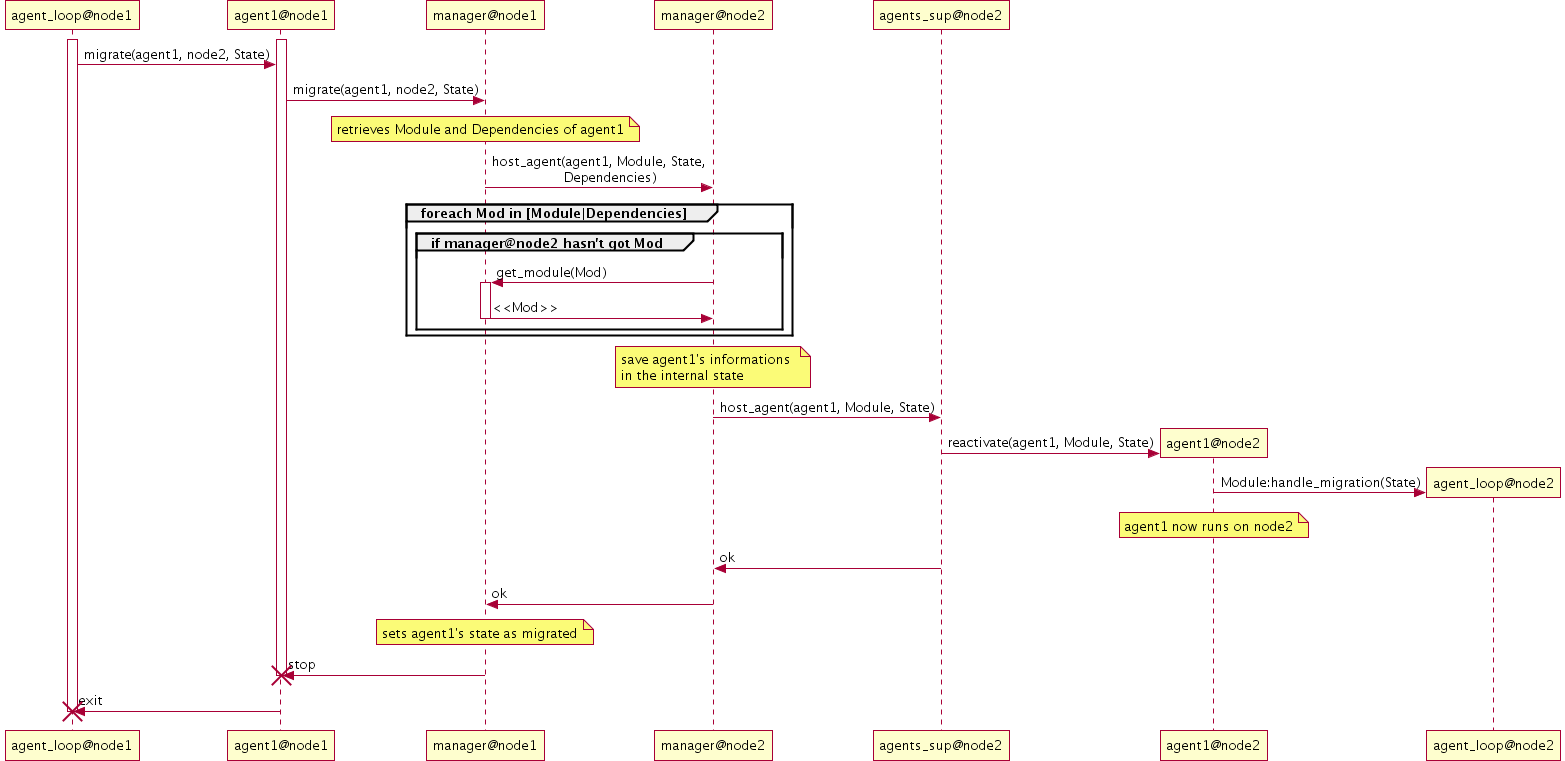 agent_loop@node1
agent1@node1
manager@node1
manager@node2
agents_sup@node2
migrate(agent1, node2, State)
migrate(agent1, node2, State)
retrieves Module and Dependencies of agent1
host_agent(agent1, Module, State,
Dependencies)
foreach Mod in [Module|Dependencies]
if manager@node2 hasn't got Mod
get_module(Mod)
<<Mod>>
save agent1's informations
in the internal state
host_agent(agent1, Module, State)
reactivate(agent1, Module, State)
agent1@node2
Module:handle_migration(State)
agent_loop@node2
agent1 now runs on node2
ok
ok
sets agent1's state as migrated
stop
exit
agent_loop@node1
agent1@node1
manager@node1
manager@node2
agents_sup@node2
agent1@node2
agent_loop@node2